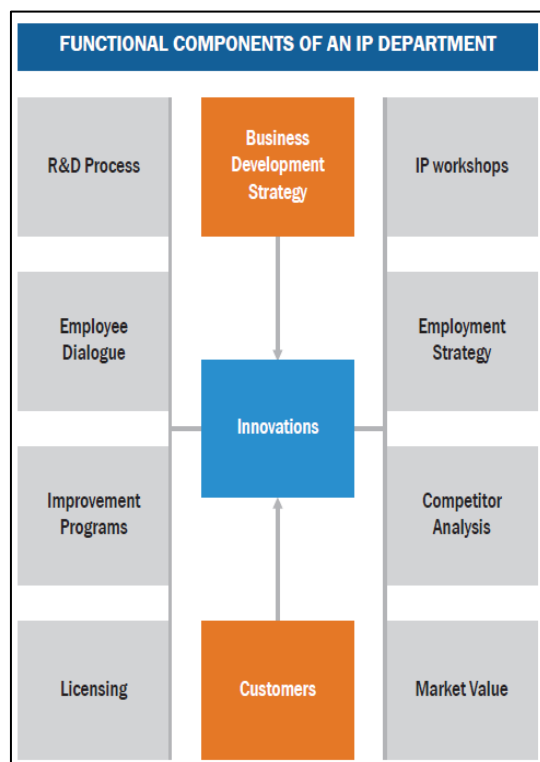 FUNCTIONAL COMPONENTS OF AN IP DEPARTMENT
R&D Process
Business
Development
Strategy
IP workshops
Employee
Dialogue
Innovations
Employment
Strategy
Improvement
Programs
Competitor
Analysis
Licensing
Customers
Market Value